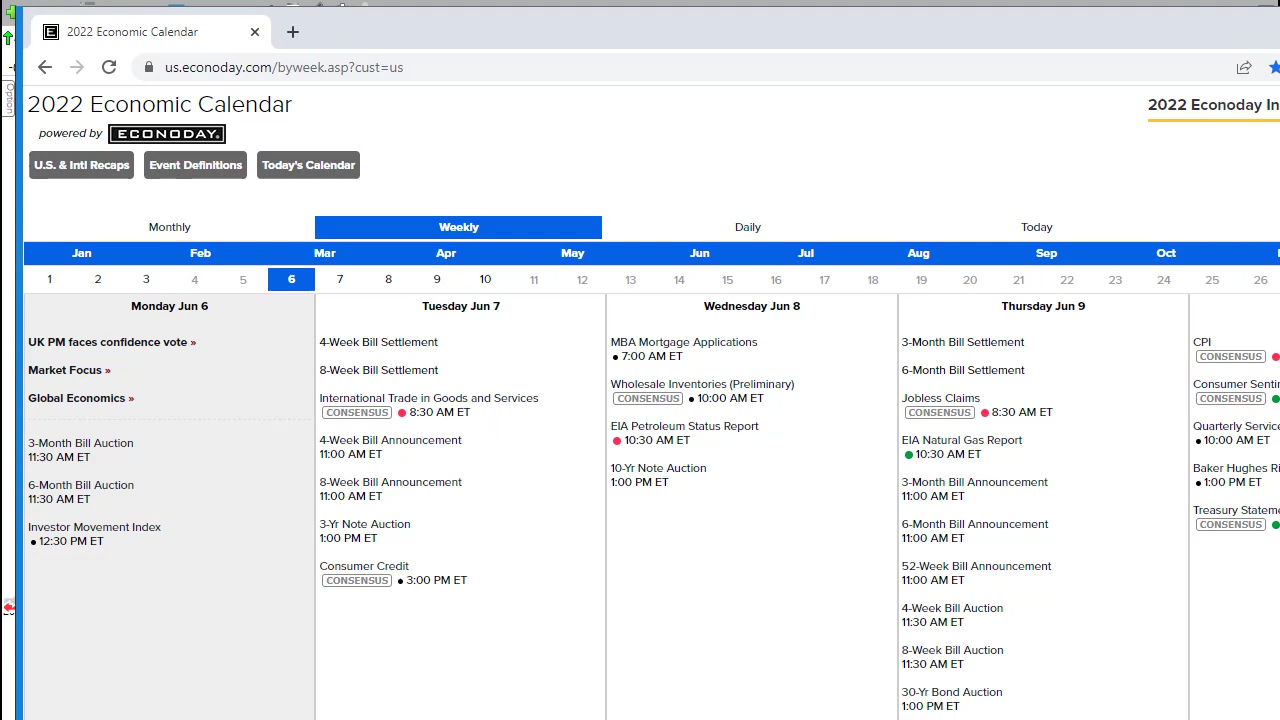 2022 Economic Calendar
us.econoday.com/byweek.asp?cust=us
Option
2022 Economic Calendar
2022 Econoday In
powered by ECONODAY.
U.S. & Intl Recaps Event Definitions Today's Calendar
Monthly Weekly Daily Today
Jan Feb Mar Apr May Jun Jul Aug Sep Oct
1 2 3 4 5 6 7 8 9 10 11 12 13 14 15 16 17 18 19 20 21 22 23 24 25 26
Monday Jun 6
UK PM faces confidence vote »
Market Focus »
Global Economics »
3-Month Bill Auction
11:30 AM ET
6-Month Bill Auction
11:30 AM ET
Investor Movement Index
12:30 PM ET
Tuesday Jun 7
4-Week Bill Settlement
8-Week Bill Settlement
International Trade in Goods and Services
CONSENSUS 8:30 AM ET
4-Week Bill Announcement
11:00 AM ET
8-Week Bill Announcement
11:00 AM ET
3-Yr Note Auction
1:00 PM ET
Consumer Credit
CONSENSUS 3:00 PM ET
Wednesday Jun 8
MBA Mortgage Applications
7:00 AM ET
Wholesale Inventories (Preliminary)
CONSENSUS 10:00 AM ET
EIA Petroleum Status Report
10:30 AM ET
10-Yr Note Auction
1:00 PM ET
Thursday Jun 9
3-Month Bill Settlement
6-Month Bill Settlement
Jobless Claims
CONSENSUS 8:30 AM ET
EIA Natural Gas Report
10:30 AM ET
3-Month Bill Announcement
11:00 AM ET
6-Month Bill Announcement
11:00 AM ET
52-Week Bill Announcement
11:00 AM ET
4-Week Bill Auction
11:30 AM ET
8-Week Bill Auction
11:30 AM ET
30-Yr Bond Auction
1:00 PM ET
CPI
CONSENSUS
Consumer Sentir
CONSENSUS
Quarterly Service
10:00 AM ET
Baker Hughes Ri
1:00 PM ET
Treasury Stateme
CONSENSUS